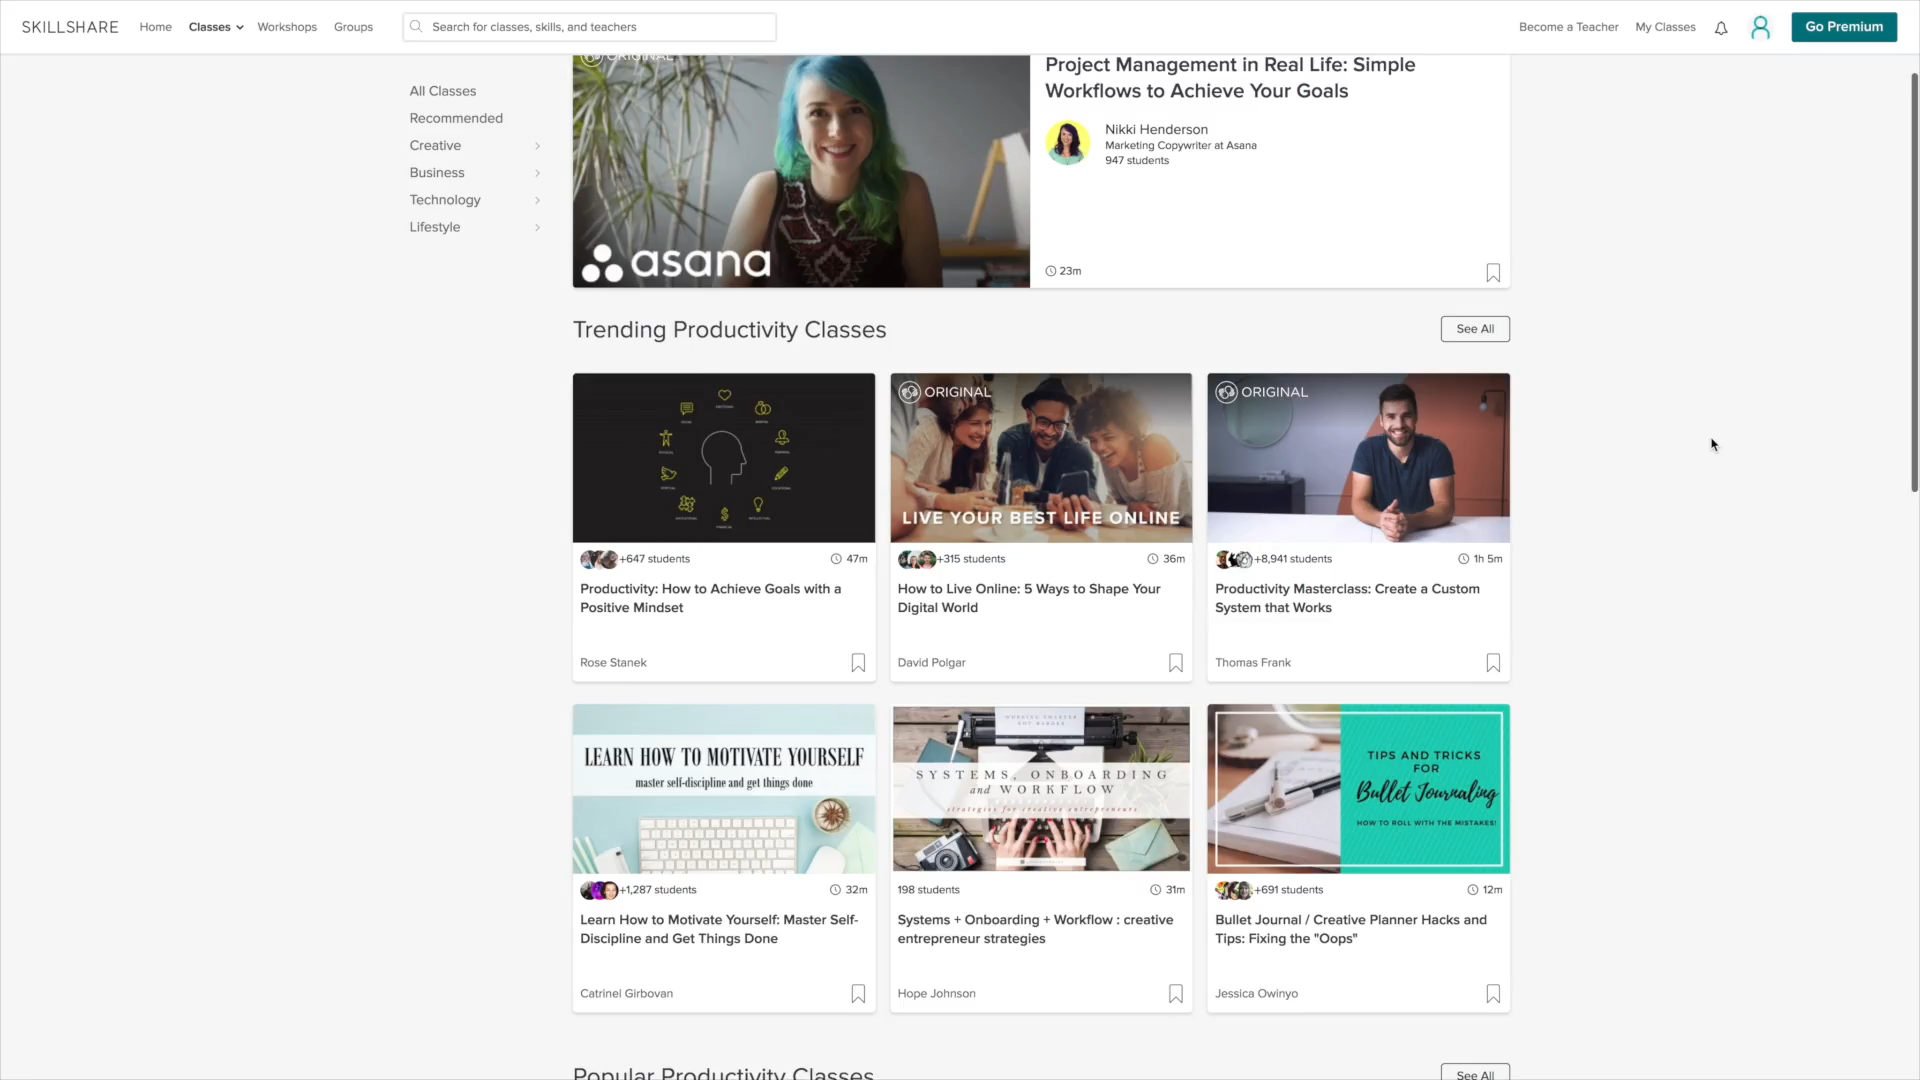 SKILLSHARE Home Classes Workshops Groups Search for classes, skills, and teachers Become a Teacher My Classes Go Premium
All Classes
Recommended
Creative
Business
Technology
Lifestyle
ORIGINAL
asana
Project Management in Real Life: Simple
Workflows to Achieve Your Goals
Nikki Henderson
Marketing Copywriter at Asana
947 students
23m
Trending Productivity Classes
See All
+647 students 47m
Productivity: How to Achieve Goals with a
Positive Mindset
Rose Stanek
ORIGINAL
LIVE YOUR BEST LIFE ONLINE
+315 students 36m
How to Live Online: 5 Ways to Shape Your
Digital World
David Polgar
ORIGINAL
+8,941 students 1h 5m
Productivity Masterclass: Create a Custom
System that Works
Thomas Frank
LEARN HOW TO MOTIVATE YOURSELF
master self-discipline and get things done
+1,287 students 32m
Learn How to Motivate Yourself: Master Self-
Discipline and Get Things Done
Catrinel Girbovan
WORKING SMARTER
NOT HARDER
SYSTEMS, ONBOARDING
and WORKFLOW
strategies for creative entrepreneurs
198 students 31m
Systems + Onboarding + Workflow : creative
entrepreneur strategies
Hope Johnson
TIPS AND TRICKS
FOR
Bullet Journaling
HOW TO ROLL WITH THE MISTAKES!
+691 students 12m
Bullet Journal / Creative Planner Hacks and
Tips: Fixing the "Oops"
Jessica Owinyo
Popular Productivity Classes
See All